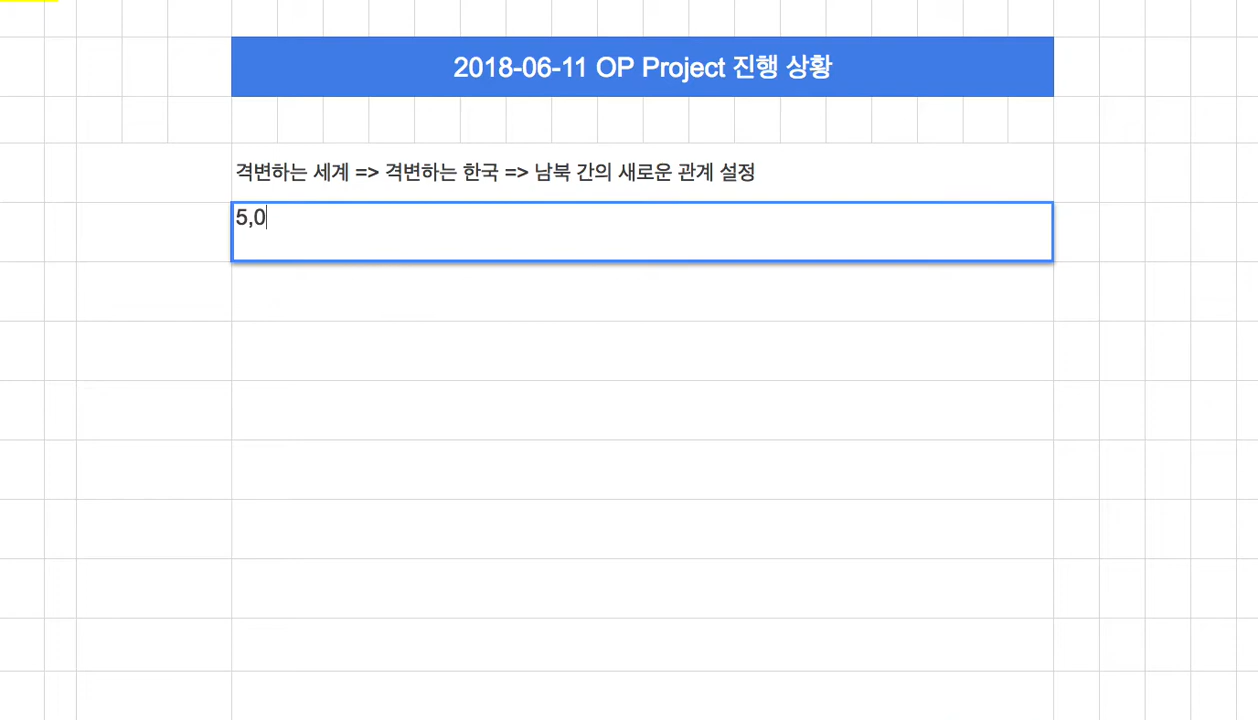 2018-06-11 OP Project 진행 상황
격변하는 세계 => 격변하는 한국 => 남북 간의 새로운 관계 설정
5,0